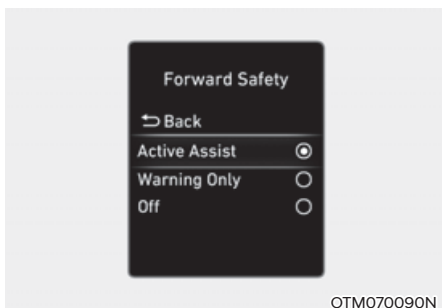 Forward Safety
Back
Active Assist
Warning Only
Off
OTM070090N